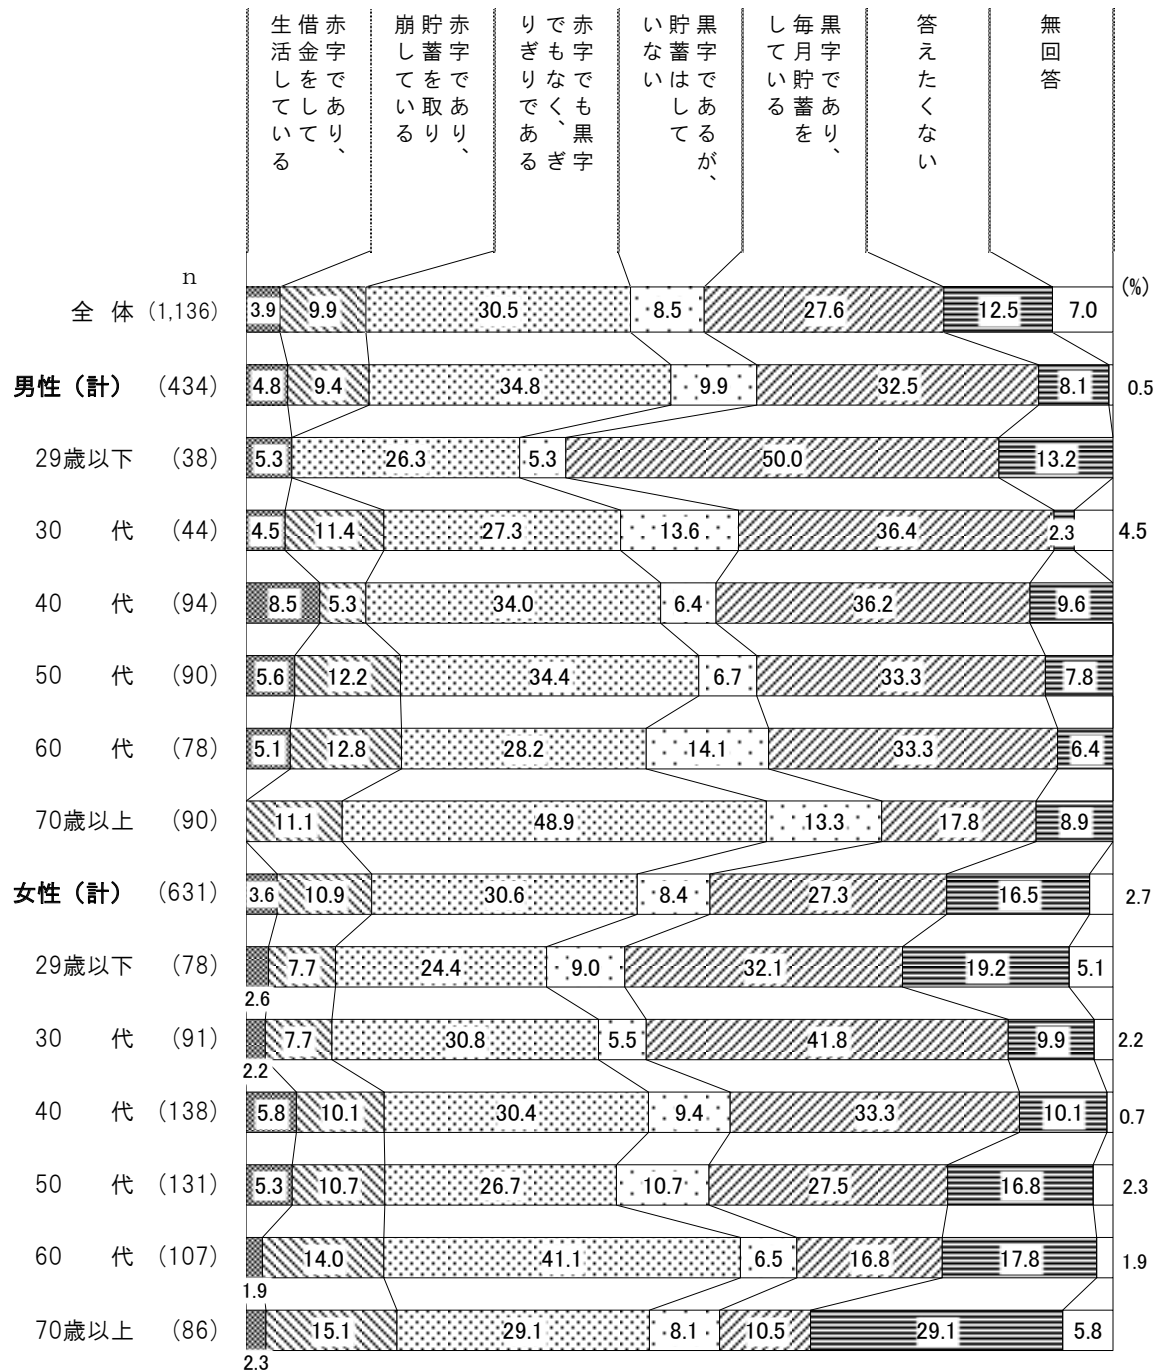 赤字であり、
借金をして
生活している
赤字であり、
貯蓄を取り
崩している
赤字でも黒字
でもなく、ぎ
りぎりである
黒字であるが、
貯蓄はして
いない
黒字であり、
毎月貯蓄を
している
答えたくない
無回答
n
(%)
全 体 (1,136) 3.9 9.9 30.5 8.5 27.6 12.5 7.0
男性（計） (434) 4.8 9.4 34.8 9.9 32.5 8.1 0.5
29歳以下 (38) 5.3 26.3 5.3 50.0 13.2
30 代 (44) 4.5 11.4 27.3 13.6 36.4 2.3 4.5
40 代 (94) 8.5 5.3 34.0 6.4 36.2 9.6
50 代 (90) 5.6 12.2 34.4 6.7 33.3 7.8
60 代 (78) 5.1 12.8 28.2 14.1 33.3 6.4
70歳以上 (90) 11.1 48.9 13.3 17.8 8.9
女性（計） (631) 3.6 10.9 30.6 8.4 27.3 16.5 2.7
29歳以下 (78) 2.6 7.7 24.4 9.0 32.1 19.2 5.1
30 代 (91) 2.2 7.7 30.8 5.5 41.8 9.9 2.2
40 代 (138) 5.8 10.1 30.4 9.4 33.3 10.1 0.7
50 代 (131) 5.3 10.7 26.7 10.7 27.5 16.8 2.3
60 代 (107) 1.9 14.0 41.1 6.5 16.8 17.8 1.9
70歳以上 (86) 2.3 15.1 29.1 8.1 10.5 29.1 5.8